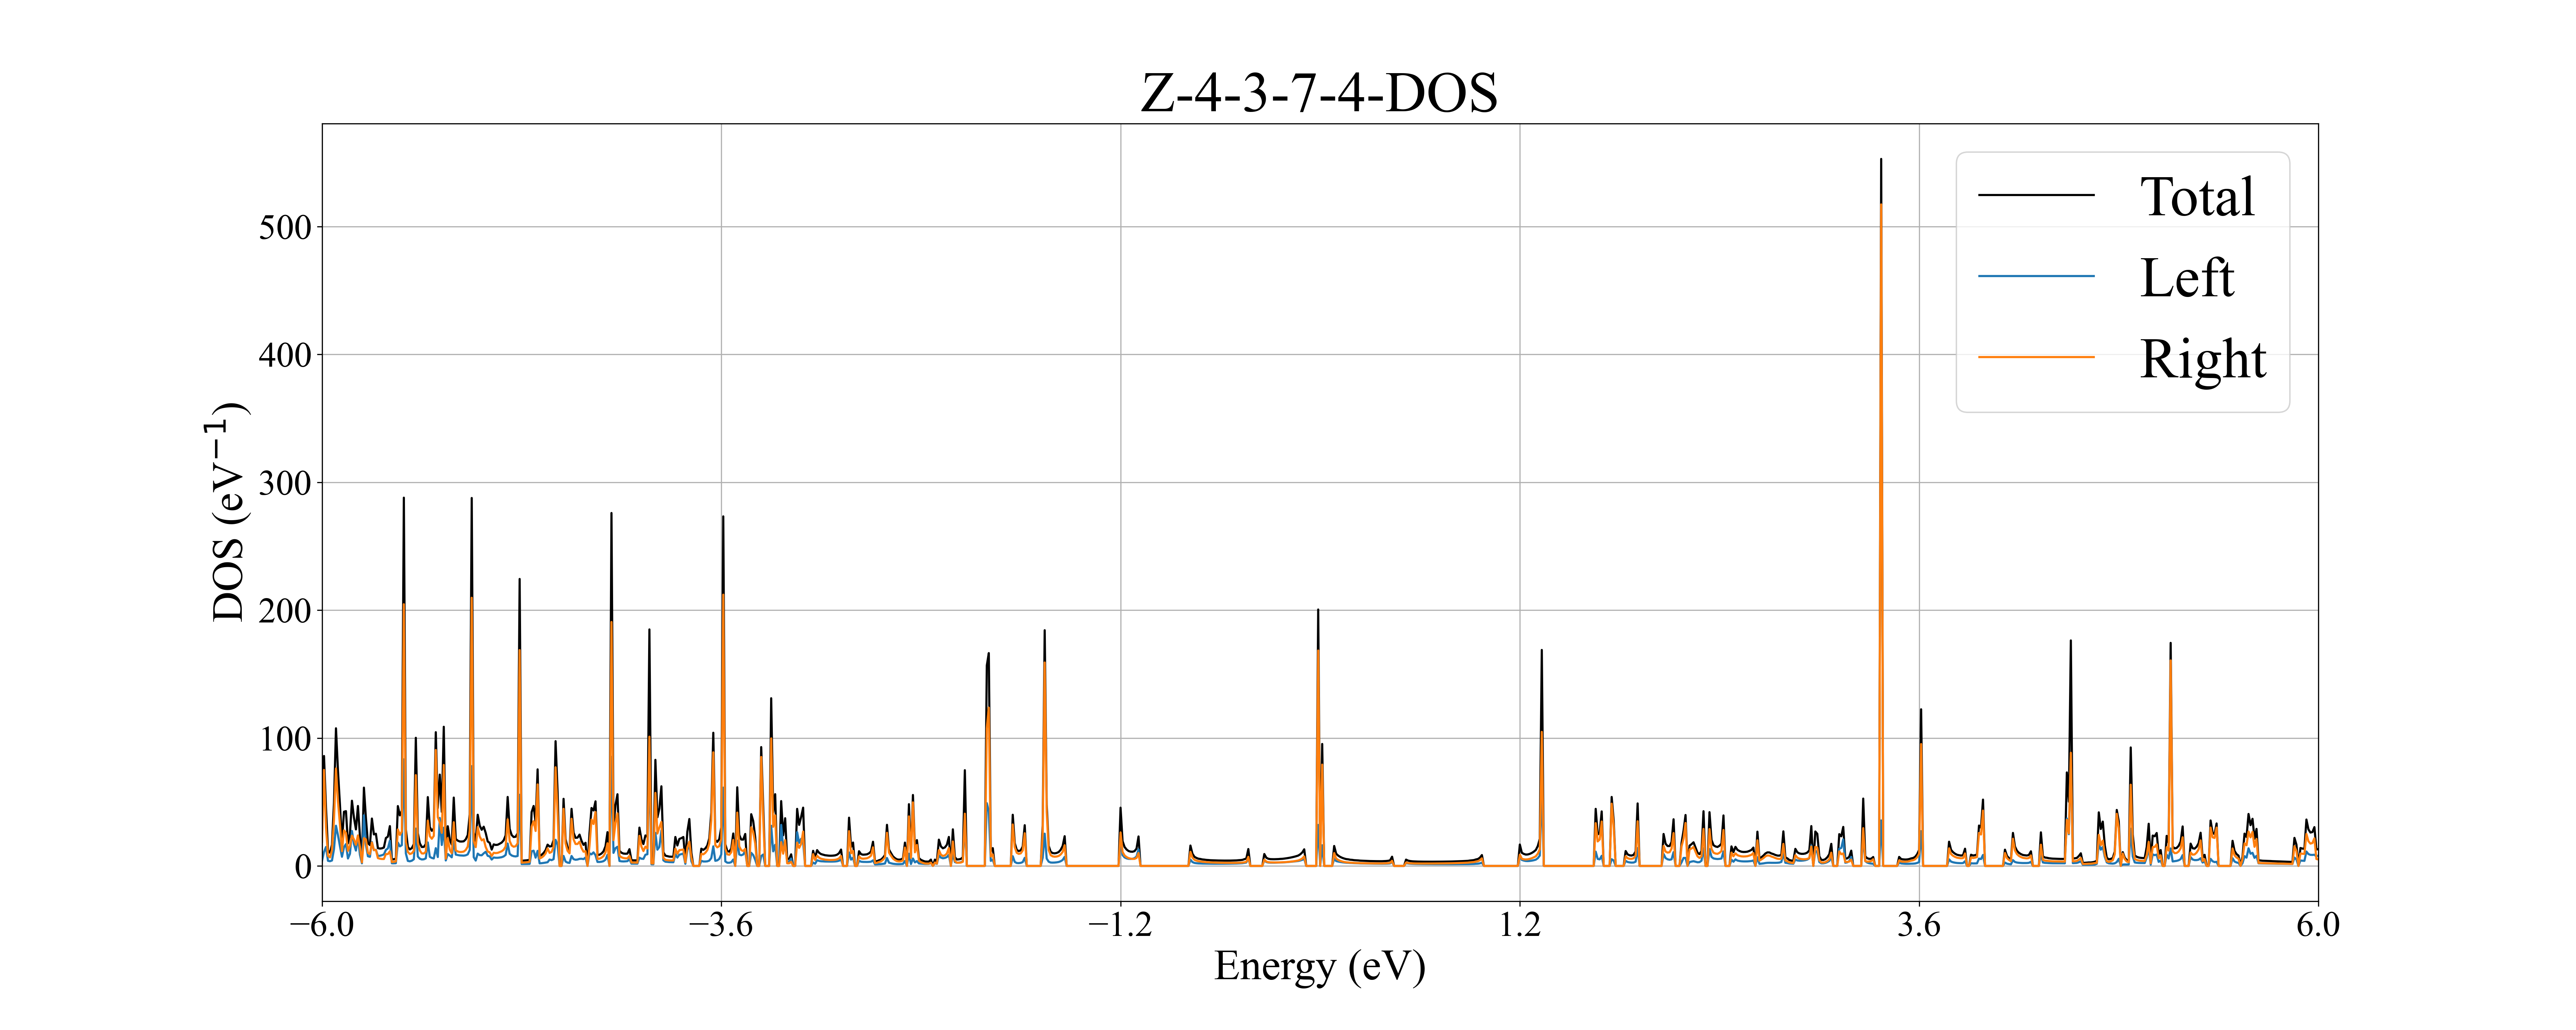 Z-4-3-7-4-DOS
DOS (eV⁻¹)
500
400
300
200
100
0
−6.0
−3.6
−1.2
1.2
3.6
6.0
Energy (eV)
Total
Left
Right